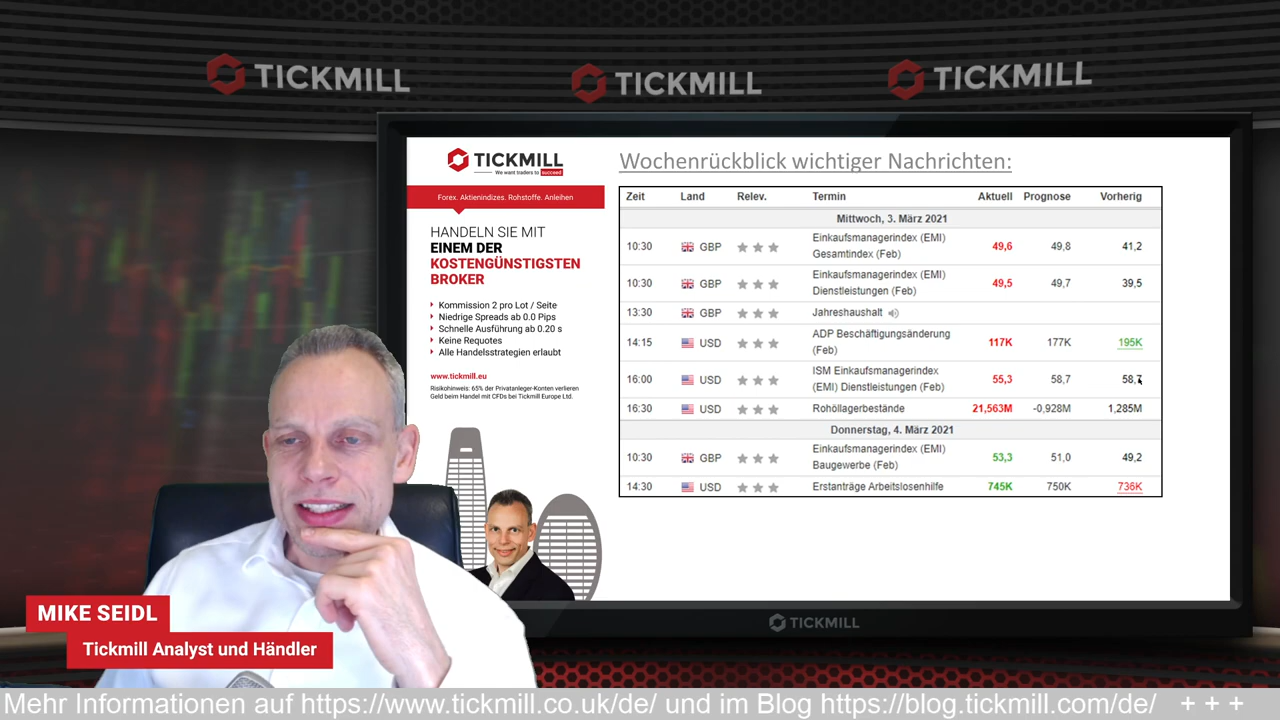 TICKMILL
TICKMILL
TICKMILL
TICKMILL
We want traders to succeed
Forex. Aktienindizes. Rohstoffe. Anleihen
HANDELN SIE MIT
EINEM DER
KOSTENGÜNSTIGSTEN
BROKER
Kommission 2 pro Lot / Seite
Niedrige Spreads ab 0.0 Pips
Schnelle Ausführung ab 0.20 s
Keine Requotes
Alle Handelsstrategien erlaubt
www.tickmill.eu
Risikohinweis: 65% der Privatanleger-Konten verlieren
Geld beim Handel mit CFDs bei Tickmill Europe Ltd.
Wochenrückblick wichtiger Nachrichten:
Zeit Land Relev. Termin Aktuell Prognose Vorherig
Mittwoch, 3. März 2021
10:30 GBP Einkaufsmanagerindex (EMI) 49,6 49,8 41,2
Gesamtindex (Feb)
10:30 GBP Einkaufsmanagerindex (EMI) 49,5 49,7 39,5
Dienstleistungen (Feb)
13:30 GBP Jahreshaushalt
14:15 USD ADP Beschäftigungsänderung 117K 177K 195K
(Feb)
16:00 USD ISM Einkaufsmanagerindex 55,3 58,7 58,7
(EMI) Dienstleistungen (Feb)
16:30 USD Rohöllagerbestände 21,563M -0,928M 1,285M
Donnerstag, 4. März 2021
10:30 GBP Einkaufsmanagerindex (EMI) 53,3 51,0 49,2
Baugewerbe (Feb)
14:30 USD Erstanträge Arbeitslosenhilfe 745K 750K 736K
TICKMILL
MIKE SEIDL
Tickmill Analyst und Händler
Mehr Informationen auf https://www.tickmill.co.uk/de/ und im Blog https://blog.tickmill.com/de/ + + +